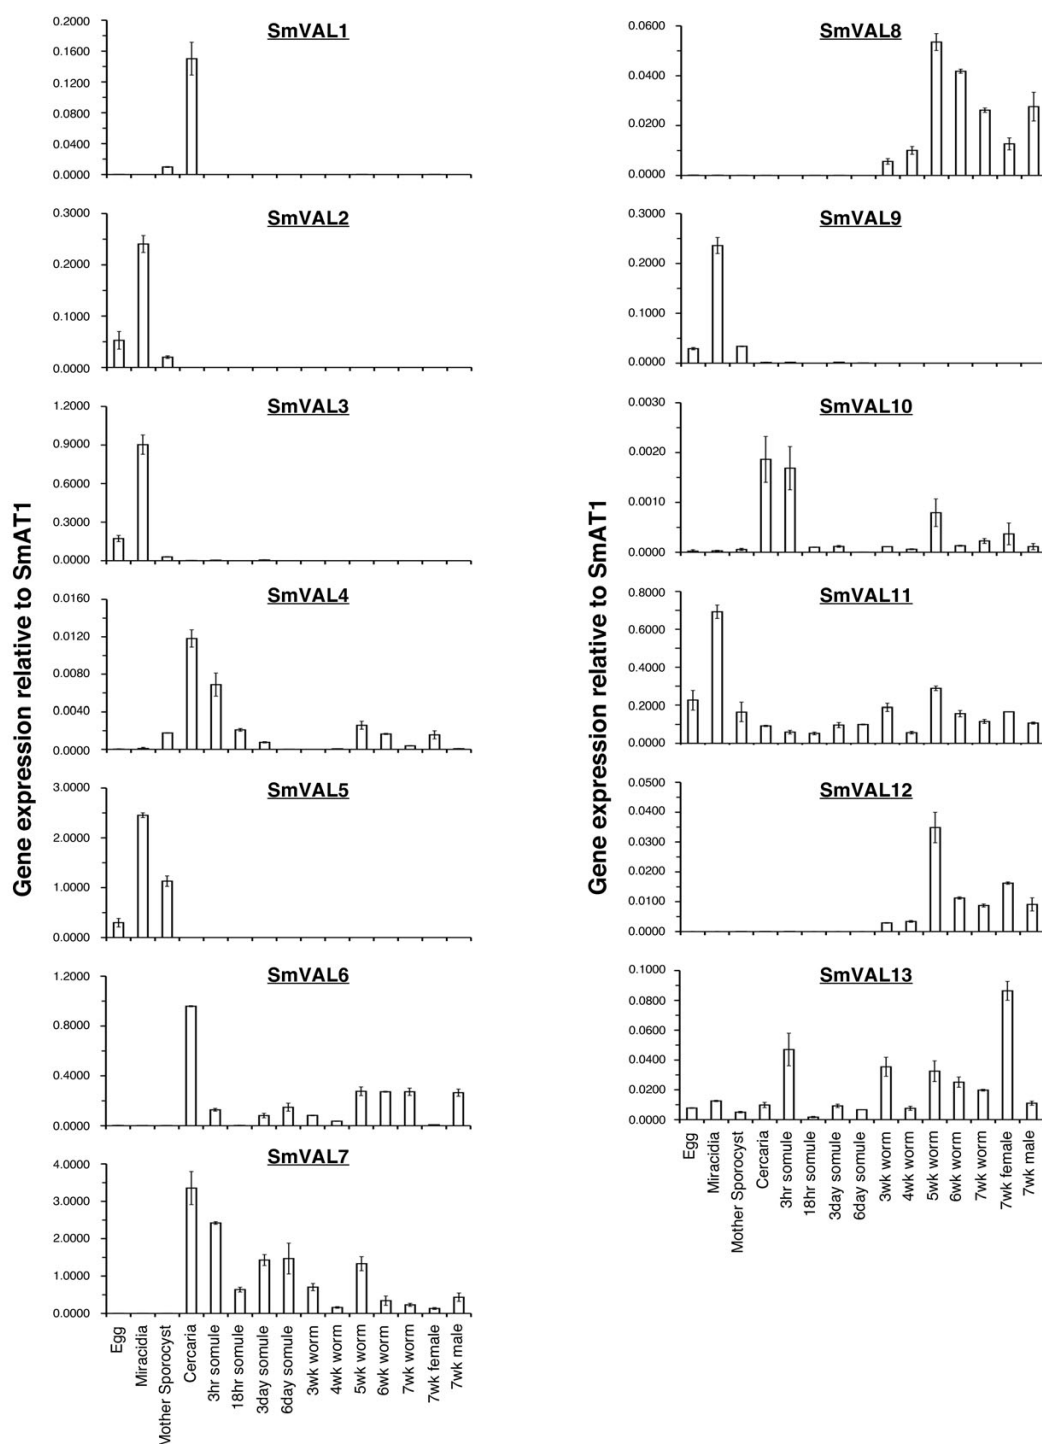 Gene expression relative to SmAT1
SmVAL1
0.2000
0.1600
0.1200
0.0800
0.0400
0.0000
SmVAL2
0.3000
0.2000
0.1000
0.0000
SmVAL3
1.2000
0.9000
0.6000
0.3000
0.0000
SmVAL4
0.0160
0.0120
0.0080
0.0040
0.0000
SmVAL5
3.0000
2.0000
1.0000
0.0000
SmVAL6
1.2000
0.8000
0.4000
0.0000
SmVAL7
4.0000
3.0000
2.0000
1.0000
0.0000
Egg
Miracidia
Mother Sporocyst
Cercaria
3hr somule
18hr somule
3day somule
6day somule
3wk worm
4wk worm
5wk worm
6wk worm
7wk worm
7wk female
7wk male
Gene expression relative to SmAT1
SmVAL8
0.0600
0.0400
0.0200
0.0000
SmVAL9
0.3000
0.2000
0.1000
0.0000
SmVAL10
0.0030
0.0020
0.0010
0.0000
SmVAL11
0.8000
0.6000
0.4000
0.2000
0.0000
SmVAL12
0.0500
0.0400
0.0300
0.0200
0.0100
0.0000
SmVAL13
0.1000
0.0800
0.0600
0.0400
0.0200
0.0000
Egg
Miracidia
Mother Sporocyst
Cercaria
3hr somule
18hr somule
3day somule
6day somule
3wk worm
4wk worm
5wk worm
6wk worm
7wk worm
7wk female
7wk male